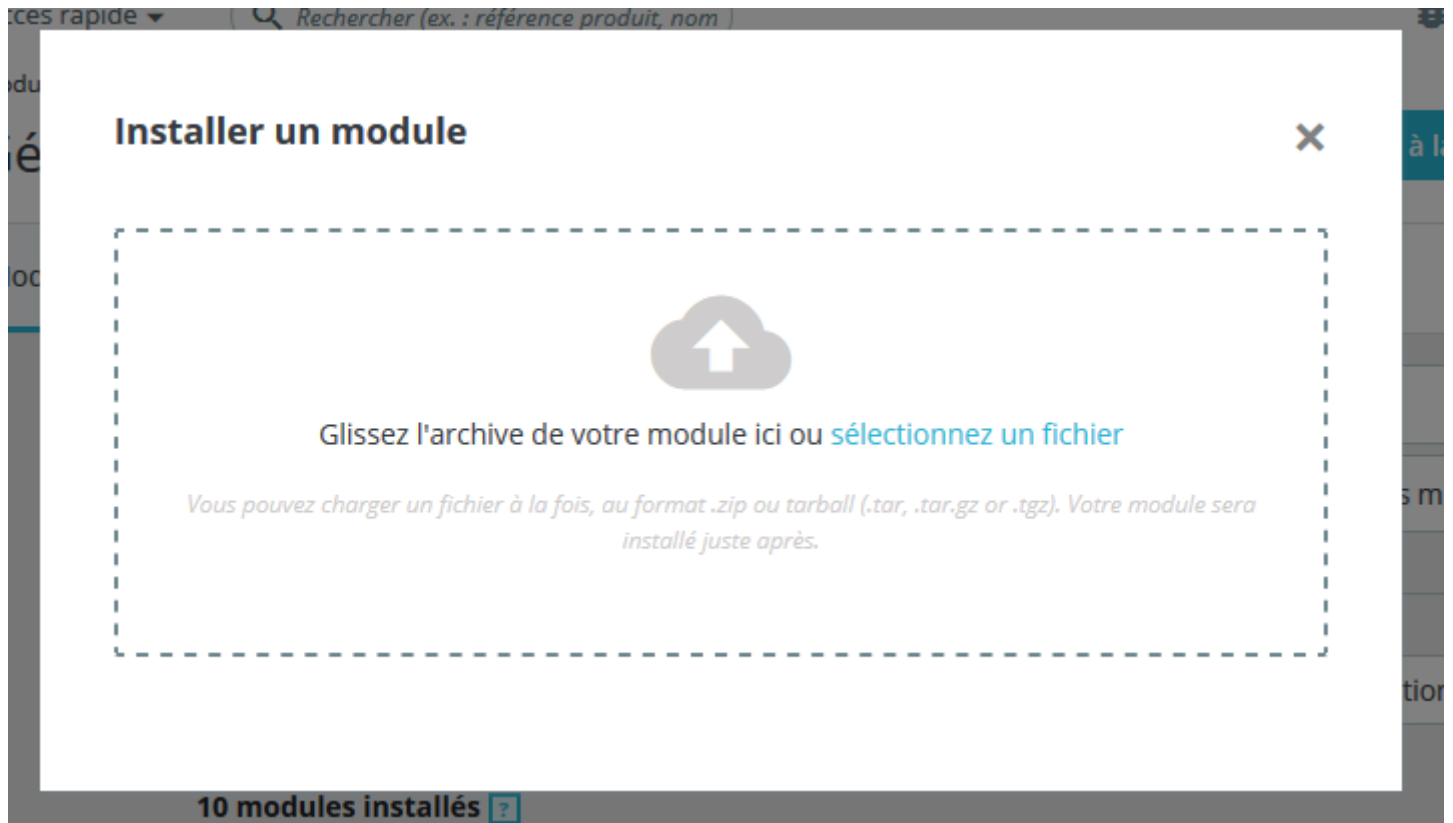 rapide
Rechercher (ex. : référence produit, nom
Installer un module
à la
Glissez l'archive de votre module ici ou sélectionnez un fichier
Vous pouvez charger un fichier à la fois, au format .zip ou tarball (.tar, .tar.gz or .tgz). Votre module sera
installé juste après.
10 modules installés ?